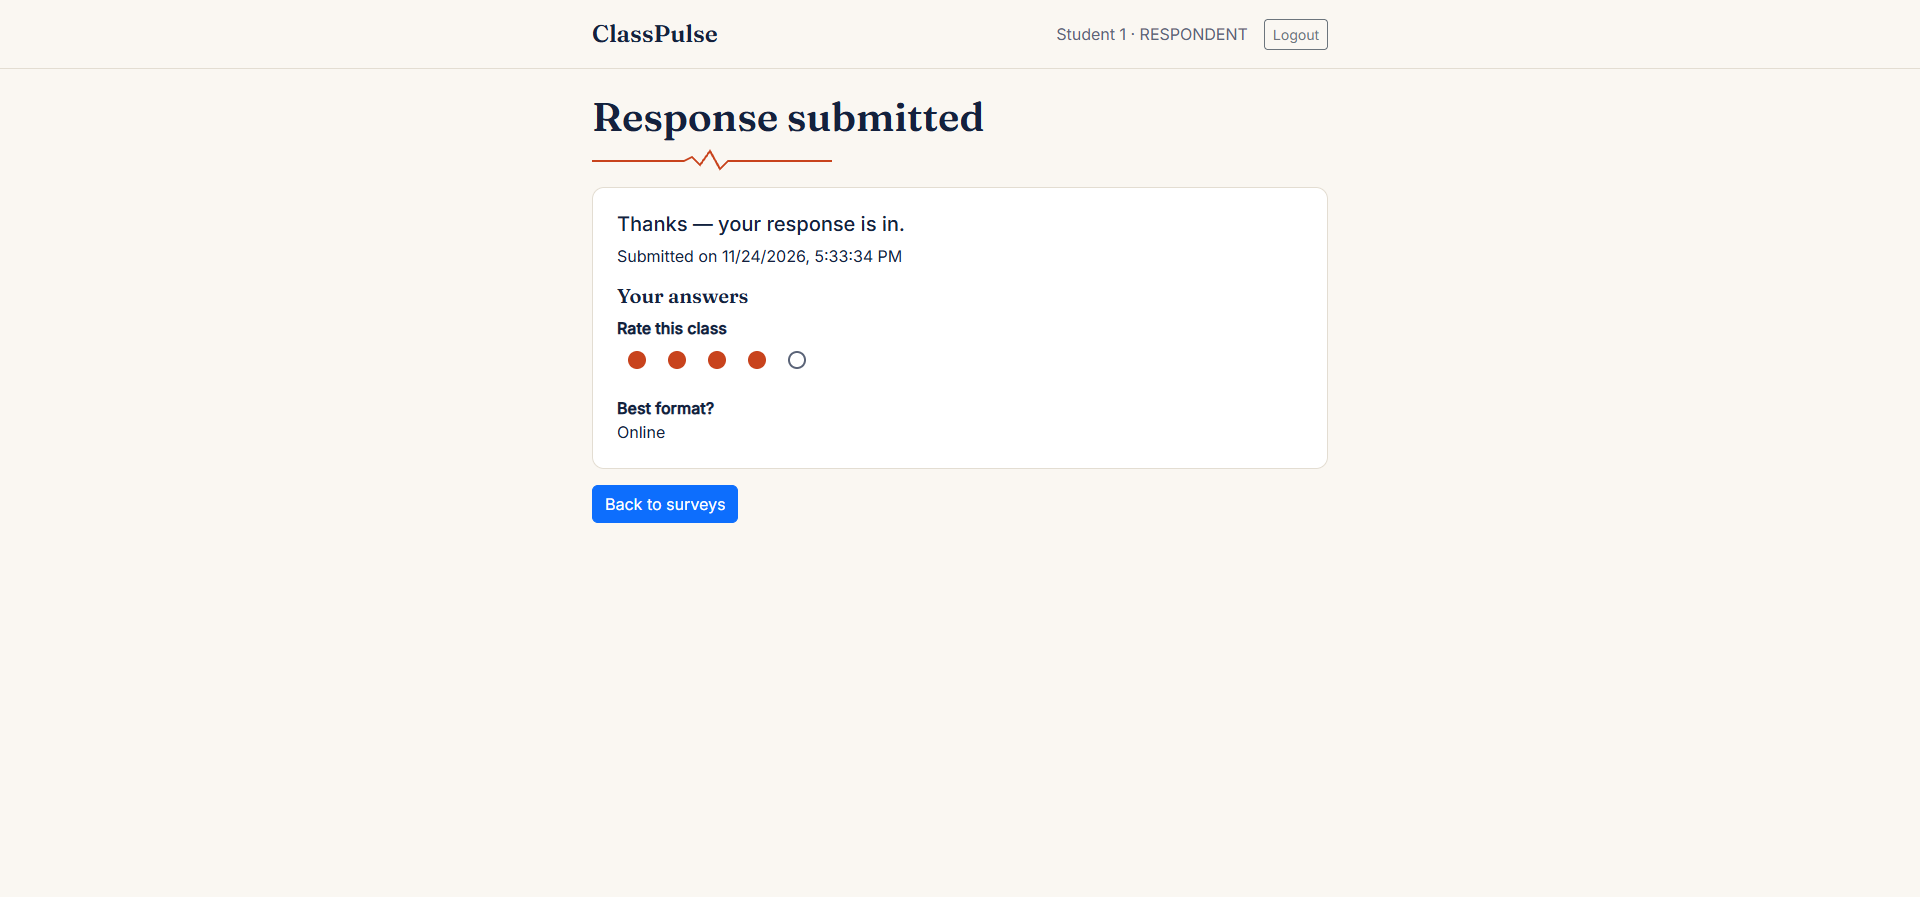 ClassPulse
Student 1 · RESPONDENT
Logout
Response submitted
Thanks — your response is in.
Submitted on 11/24/2026, 5:33:34 PM
Your answers
Rate this class
Best format?
Online
Back to surveys